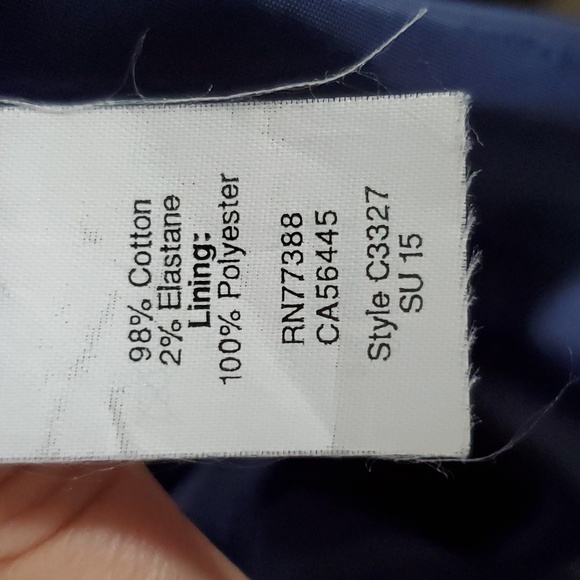 98% Cotton
2% Elastane
Lining:
100% Polyester
RN77388
CA56445
Style C3327
SU 15